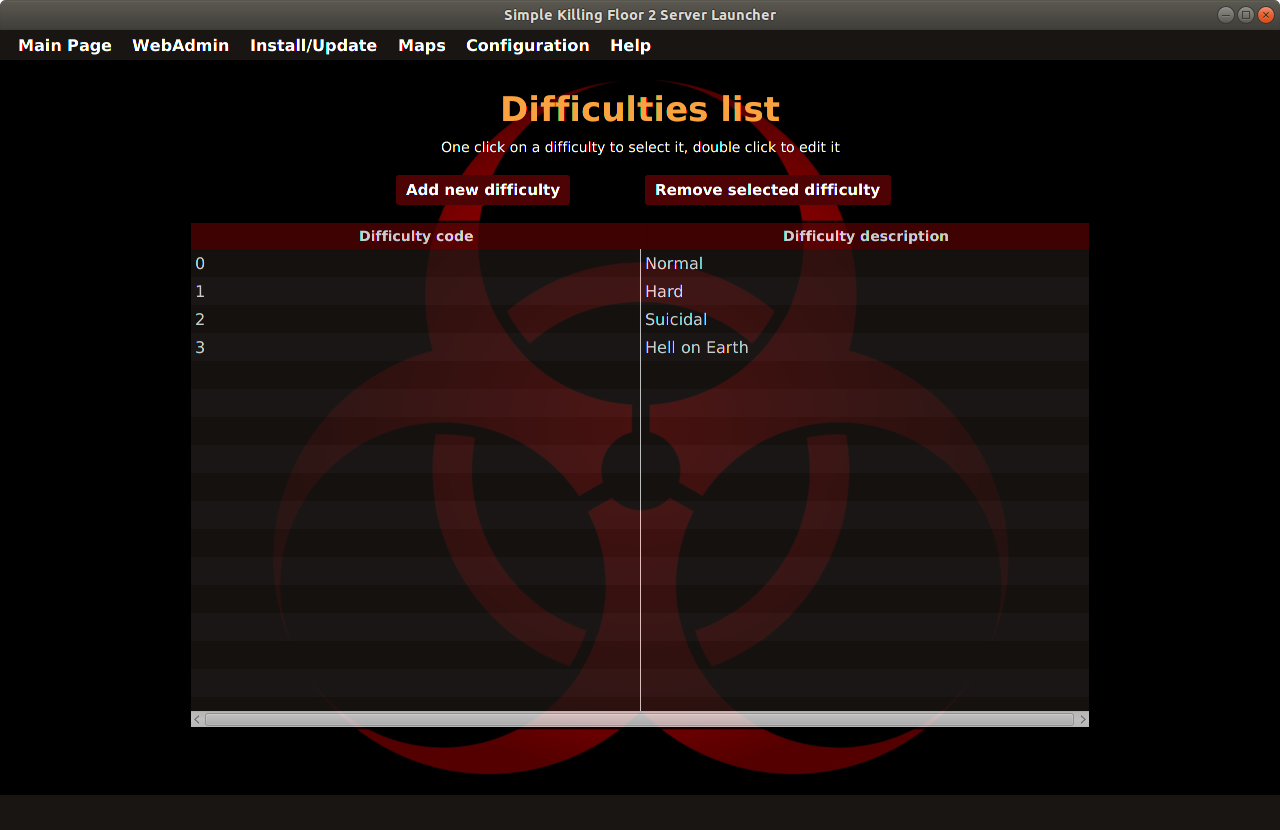 Simple Killing Floor 2 Server Launcher
Main Page WebAdmin Install/Update Maps Configuration Help
Difficulties list
One click on a difficulty to select it, double click to edit it
Add new difficulty Remove selected difficulty
Difficulty code Difficulty description
0 Normal
1 Hard
2 Suicidal
3 Hell on Earth